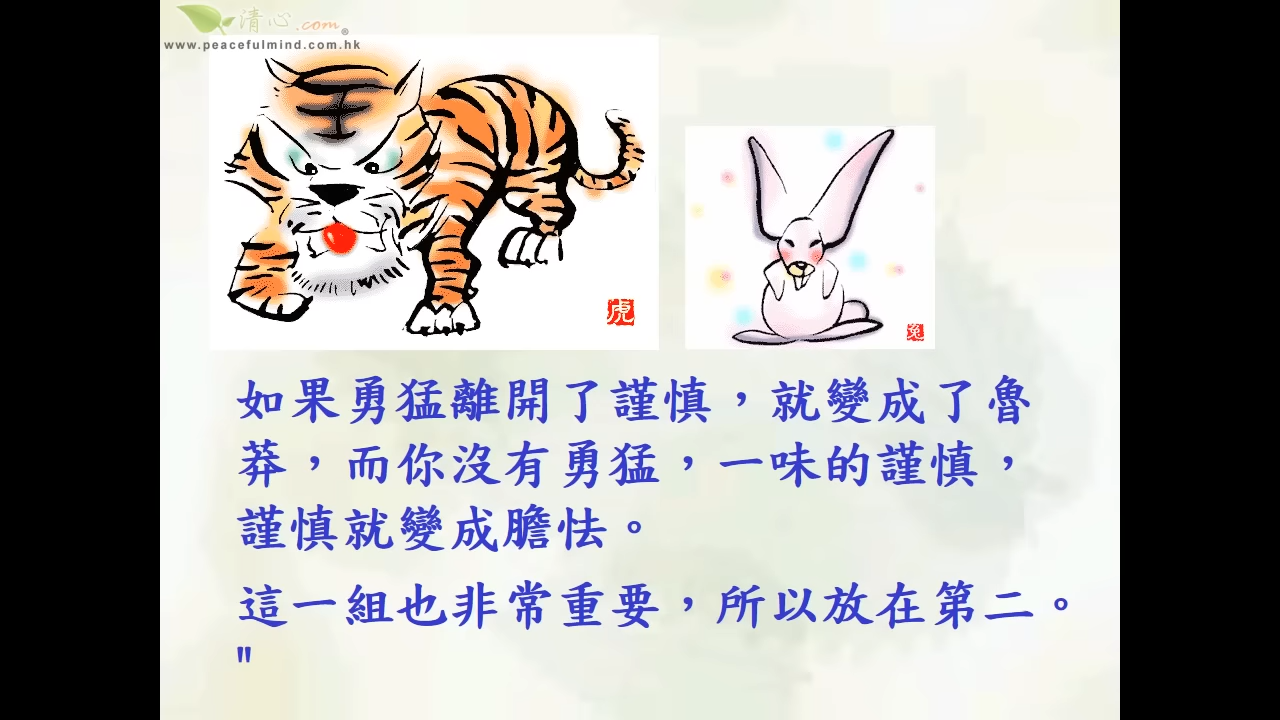 清心.com®
www.peacefulmind.com.hk
王
虎
兔
如果勇猛離開了謹慎，就變成了魯
莽，而你沒有勇猛，一味的謹慎，
謹慎就變成膽怯。
這一組也非常重要，所以放在第二。
"